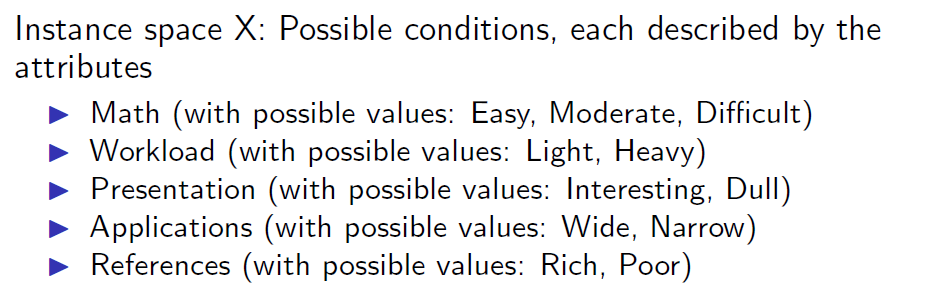 Instance space X: Possible conditions, each described by the
attributes
▶ Math (with possible values: Easy, Moderate, Difficult)
▶ Workload (with possible values: Light, Heavy)
▶ Presentation (with possible values: Interesting, Dull)
▶ Applications (with possible values: Wide, Narrow)
▶ References (with possible values: Rich, Poor)